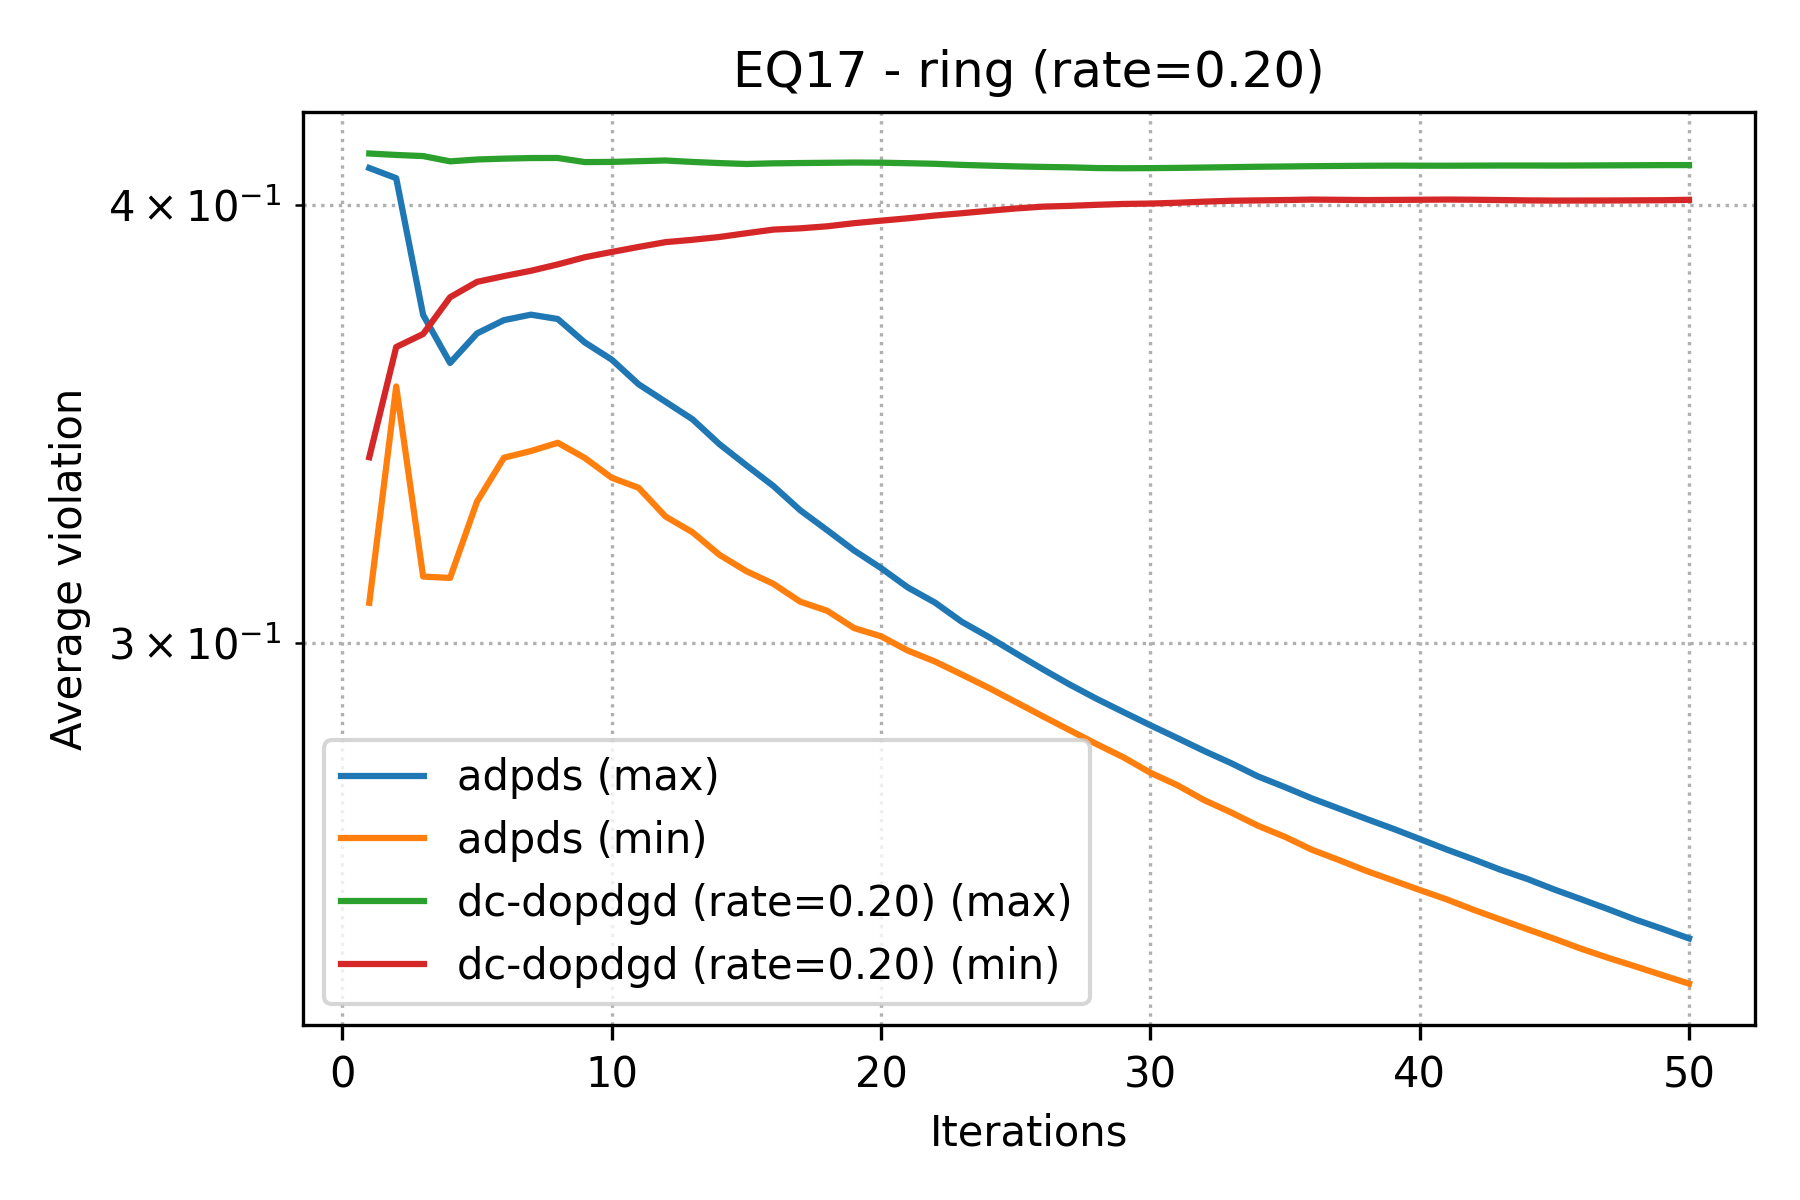 EQ17 - ring (rate=0.20)
4 × 10⁻¹
3 × 10⁻¹
Average violation
adpds (max)
adpds (min)
dc-dopdgd (rate=0.20) (max)
dc-dopdgd (rate=0.20) (min)
0 10 20 30 40 50
Iterations